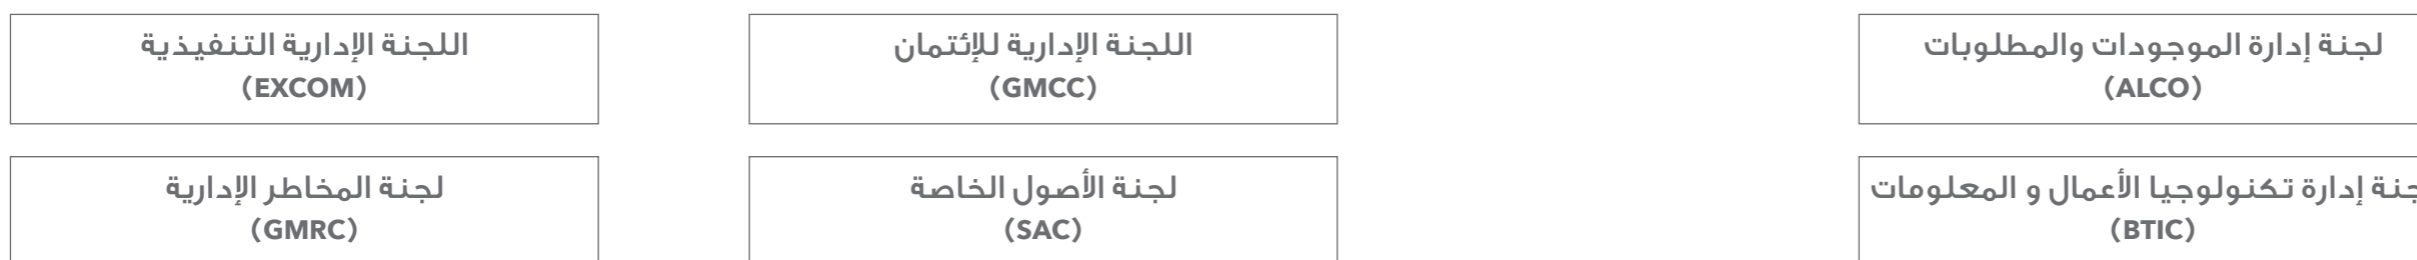 لجنة إدارة الموجودات والمطلوبات
(ALCO)
اللجنة الإدارية للإئتمان
(GMCC)
اللجنة الإدارية التنفيذية
(EXCOM)
إدارة تكنولوجيا الأعمال و المعلومات
(BTIC)
لجنة الأصول الخاصة
(SAC)
لجنة المخاطر الإدارية
(GMRC)